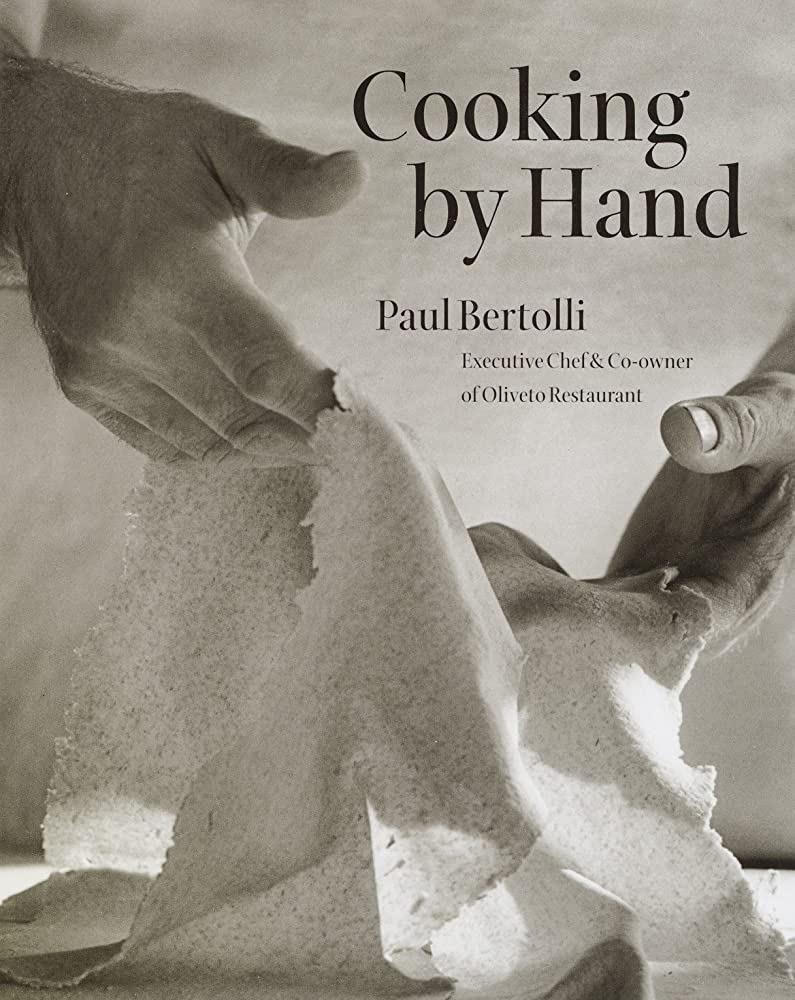 Cooking
by Hand
Paul Bertolli
Executive Chef & Co-owner
of Oliveto Restaurant